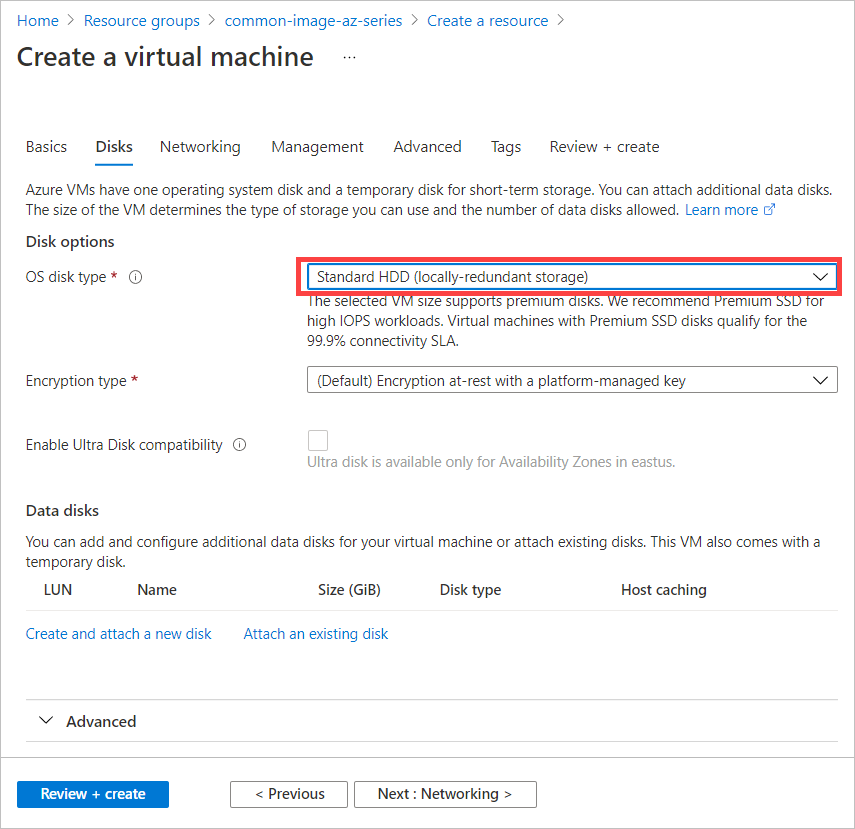 Home > Resource groups > common-image-az-series > Create a resource >
Create a virtual machine ...
Basics Disks Networking Management Advanced Tags Review + create
Azure VMs have one operating system disk and a temporary disk for short-term storage. You can attach additional data disks.
The size of the VM determines the type of storage you can use and the number of data disks allowed. Learn more
Disk options
OS disk type * Standard HDD (locally-redundant storage)
The selected VM size supports premium disks. We recommend Premium SSD for
high IOPS workloads. Virtual machines with Premium SSD disks qualify for the
99.9% connectivity SLA.
Encryption type * (Default) Encryption at-rest with a platform-managed key
Enable Ultra Disk compatibility
Ultra disk is available only for Availability Zones in eastus.
Data disks
You can add and configure additional data disks for your virtual machine or attach existing disks. This VM also comes with a
temporary disk.
LUN Name Size (GiB) Disk type Host caching
Create and attach a new disk Attach an existing disk
Advanced
Review + create < Previous Next : Networking >